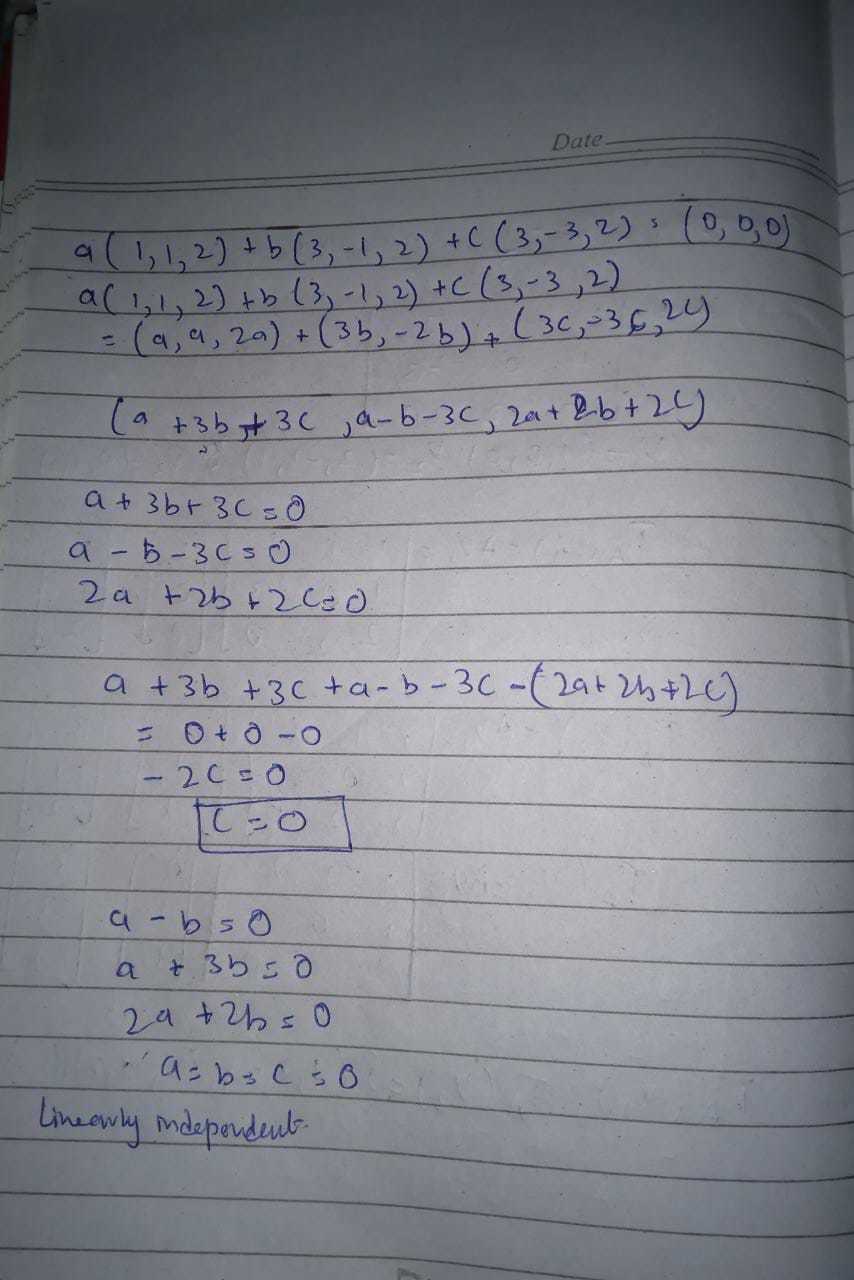 Date
a(1,1,2)+b(3,-1,2)+c(3,-3,2)=(0,0,0)
a(1,1,2)+b(3,-1,2)+c(3,-3,2)
=(a,a,2a)+(3b,-2b)+(3c,-3c,2c)
(a+3b+3c,a-b-3c,2a+2b+2c)
a+3b+3c=0
a-b-3c=0
2a+2b+2c=0
a+3b+3c+a-b-3c-(2a+2b+2c)
=0+0-0
-2c=0
c=0
a-b=0
a+3b=0
2a+2b=0
a=b=c=0
Linearly independent.